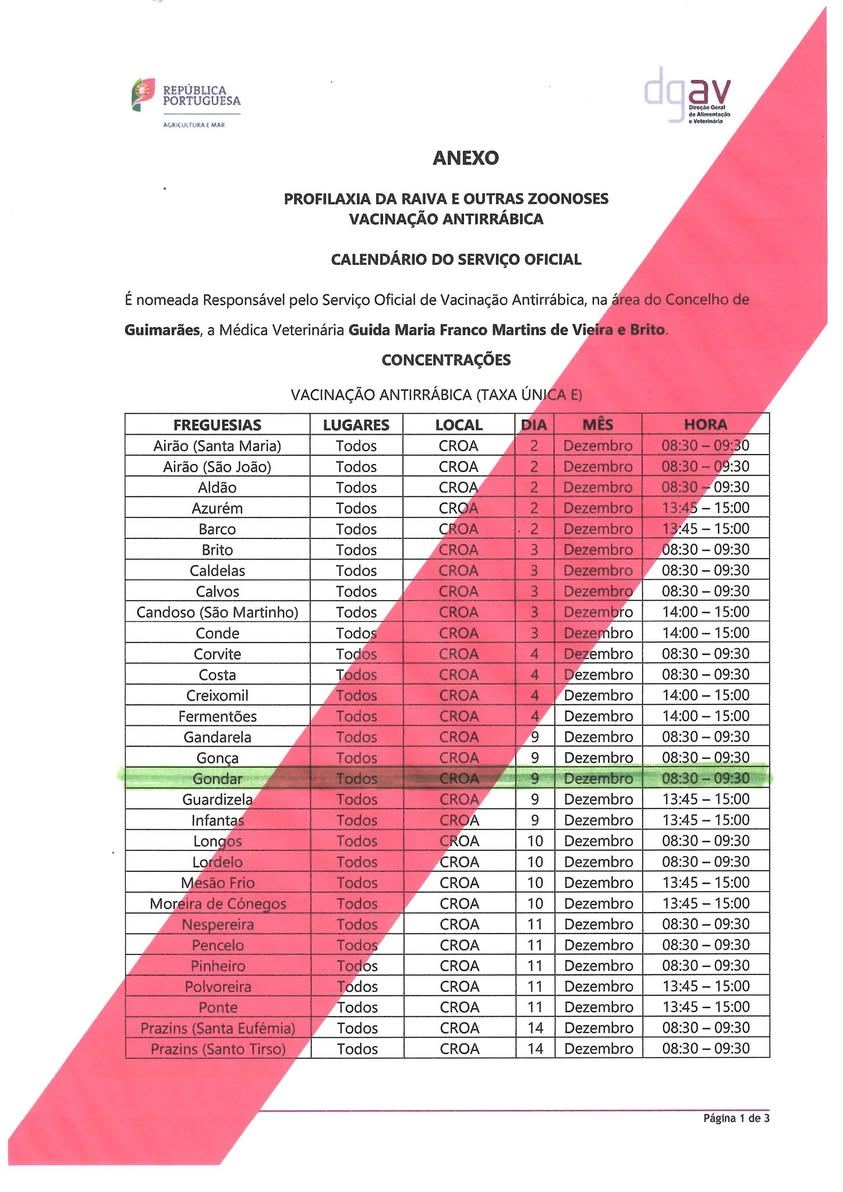 REPÚBLICA
PORTUGUESA
AGRICULTURA E MAR
dgav
Direção Geral
de Alimentação
e Veterinária
ANEXO
PROFILAXIA DA RAIVA E OUTRAS ZOONOSES
VACINAÇÃO ANTIRRÁBICA
CALENDÁRIO DO SERVIÇO OFICIAL
É nomeada Responsável pelo Serviço Oficial de Vacinação Antirrábica, na área do Concelho de
Guimarães, a Médica Veterinária Guida Maria Franco Martins de Vieira e Brito.
CONCENTRAÇÕES
VACINAÇÃO ANTIRRÁBICA (TAXA ÚNICA E)
FREGUESIAS LUGARES LOCAL DIA MÊS HORA
Airão (Santa Maria) Todos CROA 2 Dezembro 08:30 – 09:30
Airão (São João) Todos CROA 2 Dezembro 08:30 – 09:30
Aldão Todos CROA 2 Dezembro 08:30 – 09:30
Azurém Todos CROA 2 Dezembro 13:45 – 15:00
Barco Todos CROA 2 Dezembro 13:45 – 15:00
Brito Todos CROA 3 Dezembro 08:30 – 09:30
Caldelas Todos CROA 3 Dezembro 08:30 – 09:30
Calvos Todos CROA 3 Dezembro 08:30 – 09:30
Candoso (São Martinho) Todos CROA 3 Dezembro 14:00 – 15:00
Conde Todos CROA 3 Dezembro 14:00 – 15:00
Corvite Todos CROA 4 Dezembro 08:30 – 09:30
Costa Todos CROA 4 Dezembro 08:30 – 09:30
Creixomil Todos CROA 4 Dezembro 14:00 – 15:00
Fermentões Todos CROA 4 Dezembro 14:00 – 15:00
Gandarela Todos CROA 9 Dezembro 08:30 – 09:30
Gonça Todos CROA 9 Dezembro 08:30 – 09:30
Gondar Todos CROA 9 Dezembro 08:30 – 09:30
Guardizela Todos CROA 9 Dezembro 13:45 – 15:00
Infantas Todos CROA 9 Dezembro 13:45 – 15:00
Longos Todos CROA 10 Dezembro 08:30 – 09:30
Lordelo Todos CROA 10 Dezembro 08:30 – 09:30
Mesão Frio Todos CROA 10 Dezembro 13:45 – 15:00
Moreira de Cónegos Todos CROA 10 Dezembro 13:45 – 15:00
Nespereira Todos CROA 11 Dezembro 08:30 – 09:30
Pencelo Todos CROA 11 Dezembro 08:30 – 09:30
Pinheiro Todos CROA 11 Dezembro 08:30 – 09:30
Polvoreira Todos CROA 11 Dezembro 13:45 – 15:00
Ponte Todos CROA 11 Dezembro 13:45 – 15:00
Prazins (Santa Eufémia) Todos CROA 14 Dezembro 08:30 – 09:30
Prazins (Santo Tirso) Todos CROA 14 Dezembro 08:30 – 09:30
Página 1 de 3